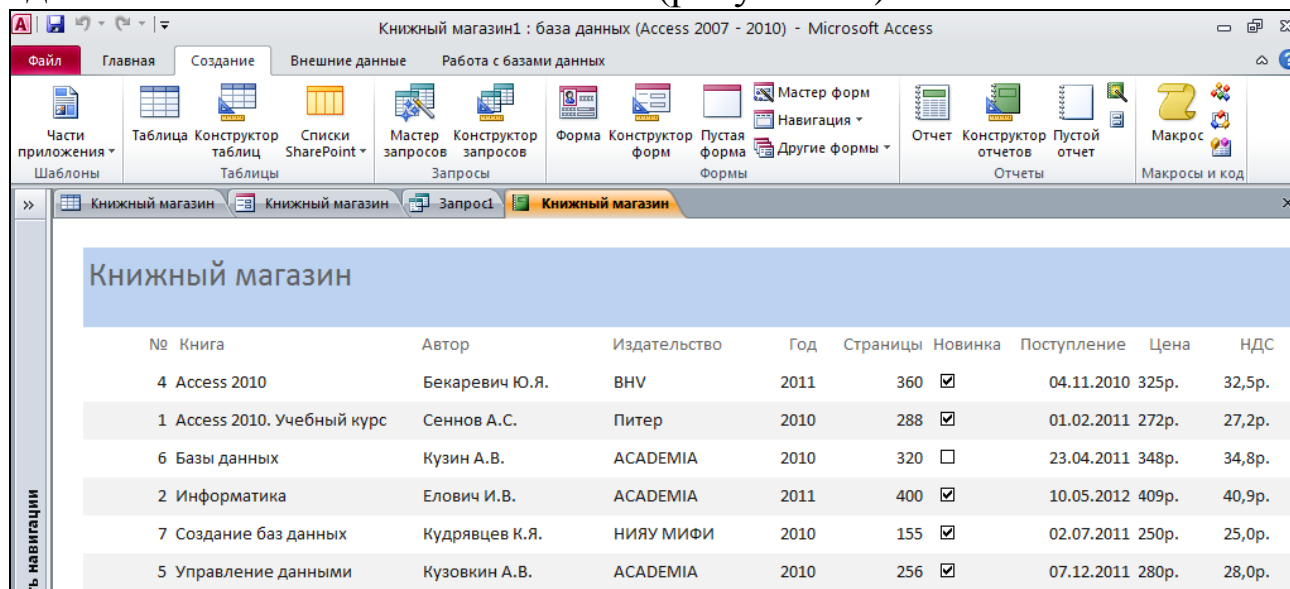 Книжный магазин1 : база данных (Access 2007 - 2010) - Microsoft Access
Файл Главная Создание Внешние данные Работа с базами данных
Части приложения
Таблица Конструктор таблиц Списки SharePoint
Мастер запросов Конструктор запросов
Форма Конструктор форм Пустая форма
Мастер форм
Навигация
Другие формы
Отчет Конструктор отчетов Пустой отчет
Макрос
Шаблоны Таблицы Запросы Формы Отчеты Макросы и код
Книжный магазин Книжный магазин Запрос1 Книжный магазин
Книжный магазин
№ Книга Автор Издательство Год Страницы Новинка Поступление Цена НДС
4 Access 2010 Бекаревич Ю.Я. BHV 2011 360 04.11.2010 325р. 32,5р.
1 Access 2010. Учебный курс Сеннов А.С. Питер 2010 288 01.02.2011 272р. 27,2р.
6 Базы данных Кузин А.В. ACADEMIA 2010 320 23.04.2011 348р. 34,8р.
2 Информатика Елович И.В. ACADEMIA 2011 400 10.05.2012 409р. 40,9р.
7 Создание баз данных Кудрявцев К.Я. НИЯУ МИФИ 2010 155 02.07.2011 250р. 25,0р.
5 Управление данными Кузовкин А.В. ACADEMIA 2010 256 07.12.2011 280р. 28,0р.
навигации